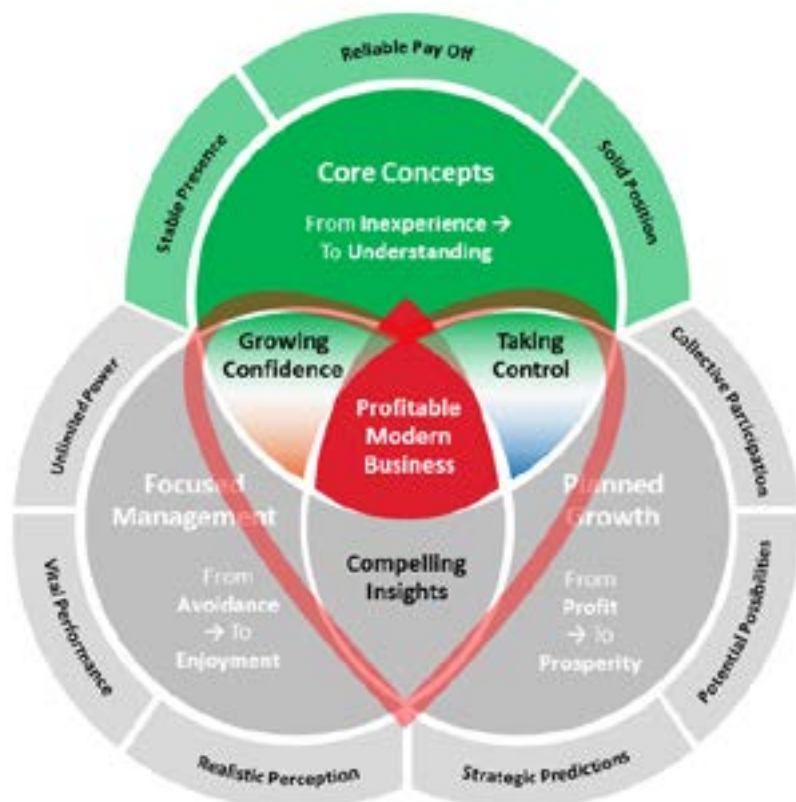 Reliable Pay Off
Stable Presence
Solid Position
Core Concepts
From Inexperience →
To Understanding
Growing
Confidence
Taking
Control
Profitable
Modern
Business
Unlimited Power
Collective Participation
Focused
Management
Planned
Growth
Compelling
Insights
From
Avoidance
→ To
Enjoyment
From
Profit
→ To
Prosperity
Vital Performance
Potential Possibilities
Realistic Perception
Strategic Predictions